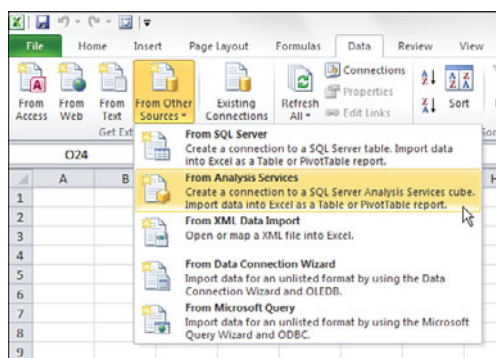 File Home Insert Page Layout Formulas Data Review View
From Access From Web From Text From Other Sources Existing Connections Refresh All Connections Properties Edit Links Sort
Get Ext
O24
A B H
From SQL Server
Create a connection to a SQL Server table. Import data
into Excel as a Table or PivotTable report.
From Analysis Services
Create a connection to a SQL Server Analysis Services cube.
Import data into Excel as a Table or PivotTable report.
From XML Data Import
Open or map a XML file into Excel.
From Data Connection Wizard
Import data for an unlisted format by using the Data
Connection Wizard and OLEDB.
From Microsoft Query
Import data for an unlisted format by using the Microsoft
Query Wizard and ODBC.
1
2
3
4
5
6
7
8
9